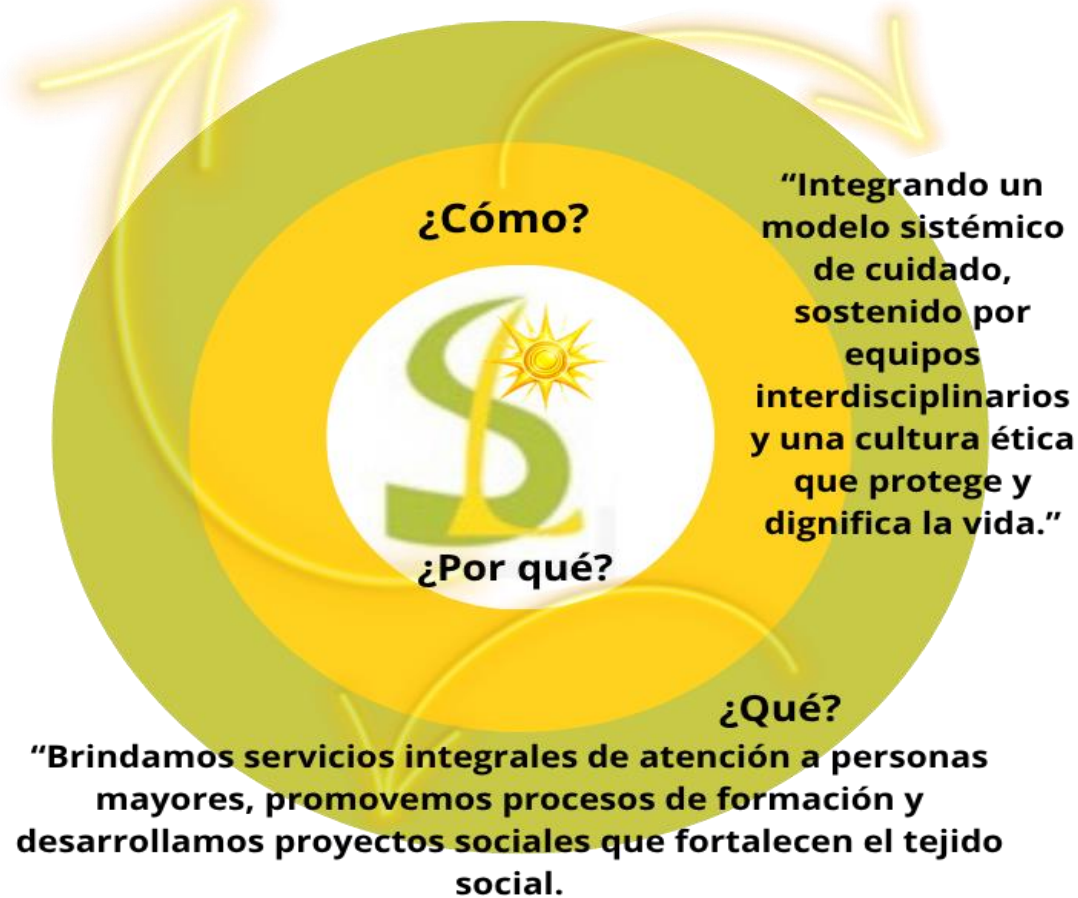 ¿Cómo?
“Integrando un
modelo sistémico
de cuidado,
sostenido por
equipos
interdisciplinarios
y una cultura ética
que protege y
dignifica la vida.”
SL
¿Por qué?
¿Qué?
“Brindamos servicios integrales de atención a personas
mayores, promovemos procesos de formación y
desarrollamos proyectos sociales que fortalecen el tejido
social.